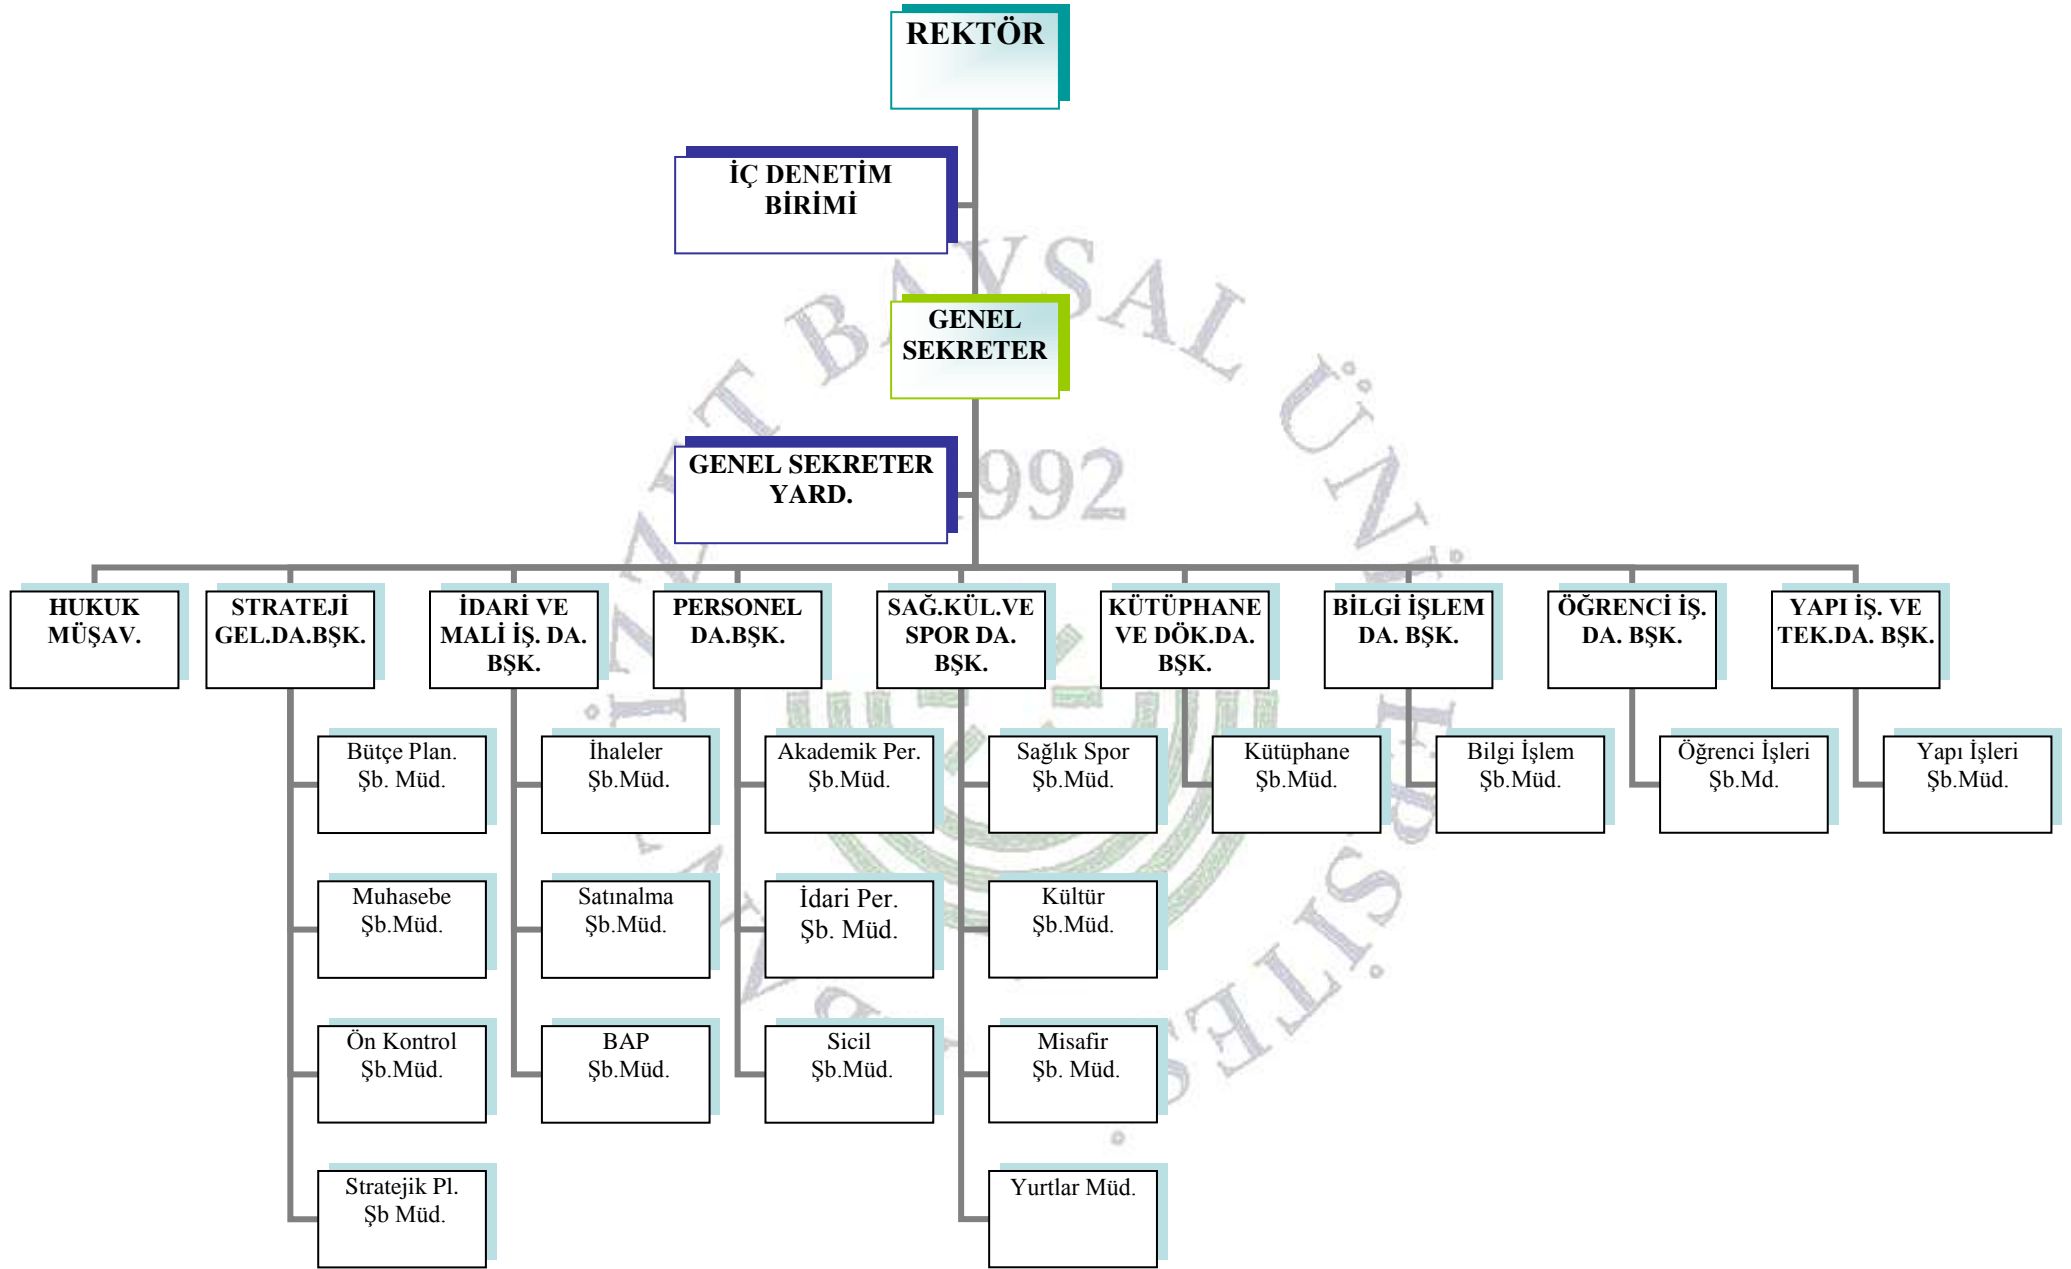 REKTÖR
İÇ DENETİM
BİRİMİ
GENEL
SEKRETER
GENEL SEKRETER
YARD.
HUKUK
MÜŞAV.
STRATEJİ
GEL.DA.BŞK.
İDARİ VE
MALİ İŞ. DA.
BŞK.
PERSONEL
DA.BŞK.
SAĞ.KÜL.VE
SPOR DA.
BŞK.
KÜTÜPHANE
VE DÖK.DA.
BŞK.
BİLGİ İŞLEM
DA. BŞK.
ÖĞRENCİ İŞ.
DA. BŞK.
YAPI İŞ. VE
TEK.DA. BŞK.
Bütçe Plan.
Şb. Müd.
Muhasebe
Şb.Müd.
Ön Kontrol
Şb.Müd.
Stratejik Pl.
Şb Müd.
İhaleler
Şb.Müd.
Satınalma
Şb.Müd.
BAP
Şb.Müd.
Akademik Per.
Şb.Müd.
İdari Per.
Şb. Müd.
Sicil
Şb.Müd.
Sağlık Spor
Şb.Müd.
Kültür
Şb.Müd.
Misafir
Şb. Müd.
Yurtlar Müd.
Kütüphane
Şb.Müd.
Bilgi İşlem
Şb.Müd.
Öğrenci İşleri
Şb.Md.
Yapı İşleri
Şb.Müd.
BAYSAL